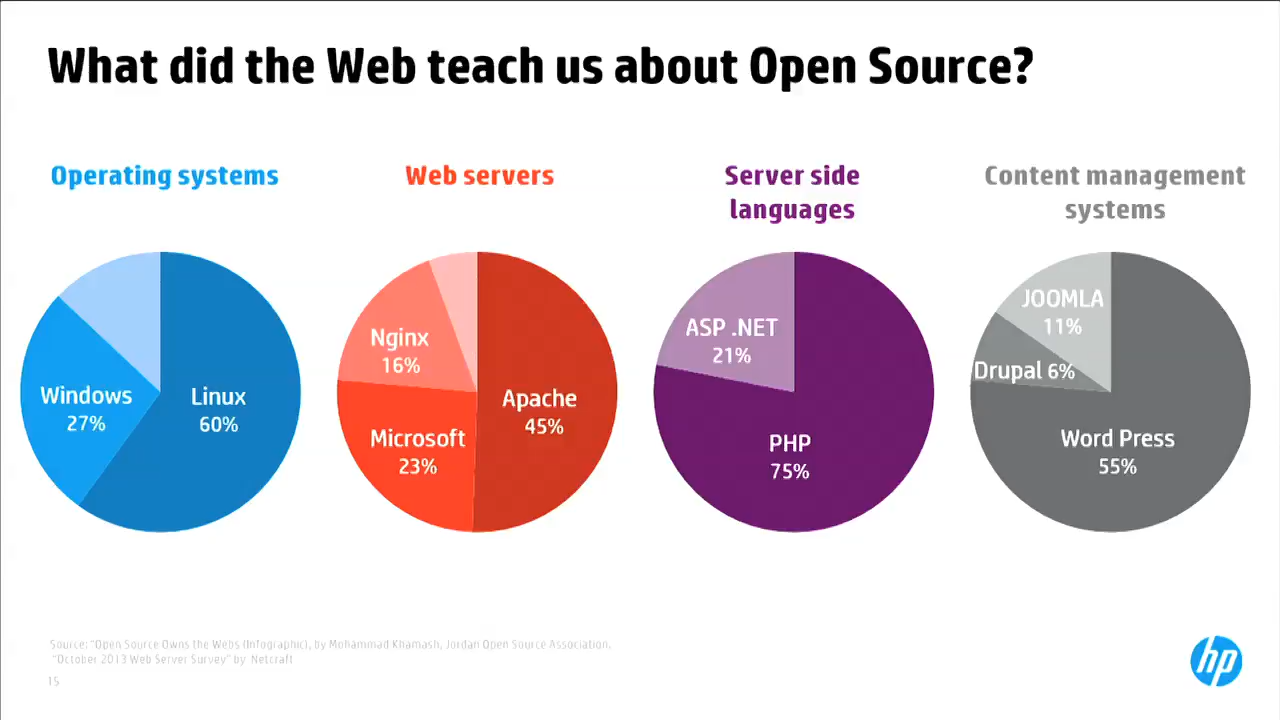 What did the Web teach us about Open Source?
Operating systems
Windows
27%
Linux
60%
Web servers
Nginx
16%
Microsoft
23%
Apache
45%
Server side
languages
ASP .NET
21%
PHP
75%
Content management
systems
JOOMLA
11%
Drupal 6%
Word Press
55%
Source: "Open Source Owns the Webs (Infographic), by Mohammad Khamash, Jordan Open Source Association,
"October 2013 Web Server Survey" by Netcraft
15
hp